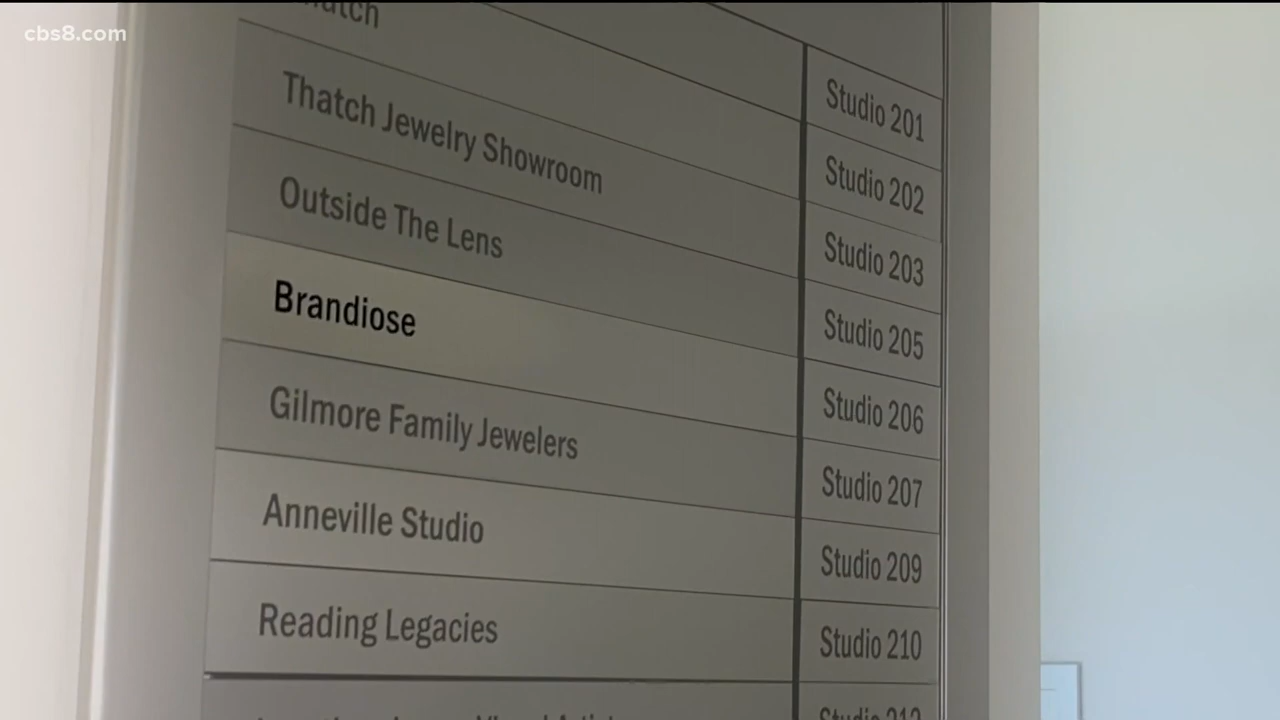 cbs8.com
Studio 201
Studio 202
Thatch Jewelry Showroom Studio 203
Outside The Lens Studio 205
Brandiose Studio 206
Gilmore Family Jewelers Studio 207
Anneville Studio Studio 209
Reading Legacies Studio 210